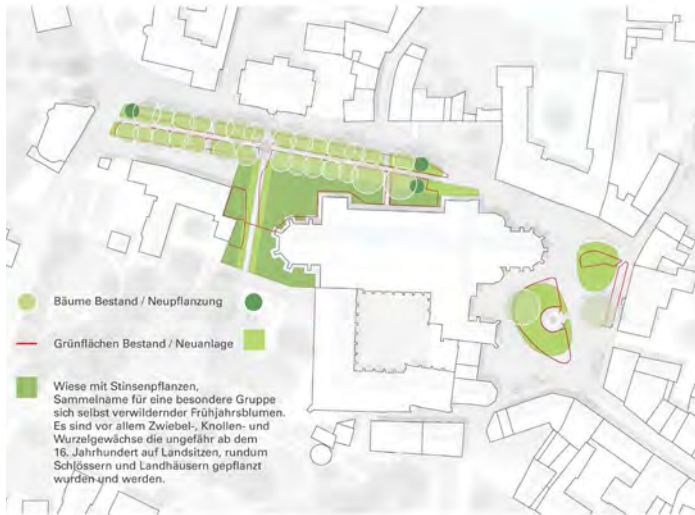 Bäume Bestand / Neupflanzung
Grünflächen Bestand / Neuanlage
Wiese mit Stinsenpflanzen,
Sammelname für eine besondere Gruppe
sich selbst verwildernder Frühjahrsblumen.
Es sind vor allem Zwiebel-, Knollen- und
Wurzelgewächse die ungefähr ab dem
16. Jahrhundert auf Landsitzen, rundum
Schlössern und Landhäusern gepflanzt
wurden und werden.